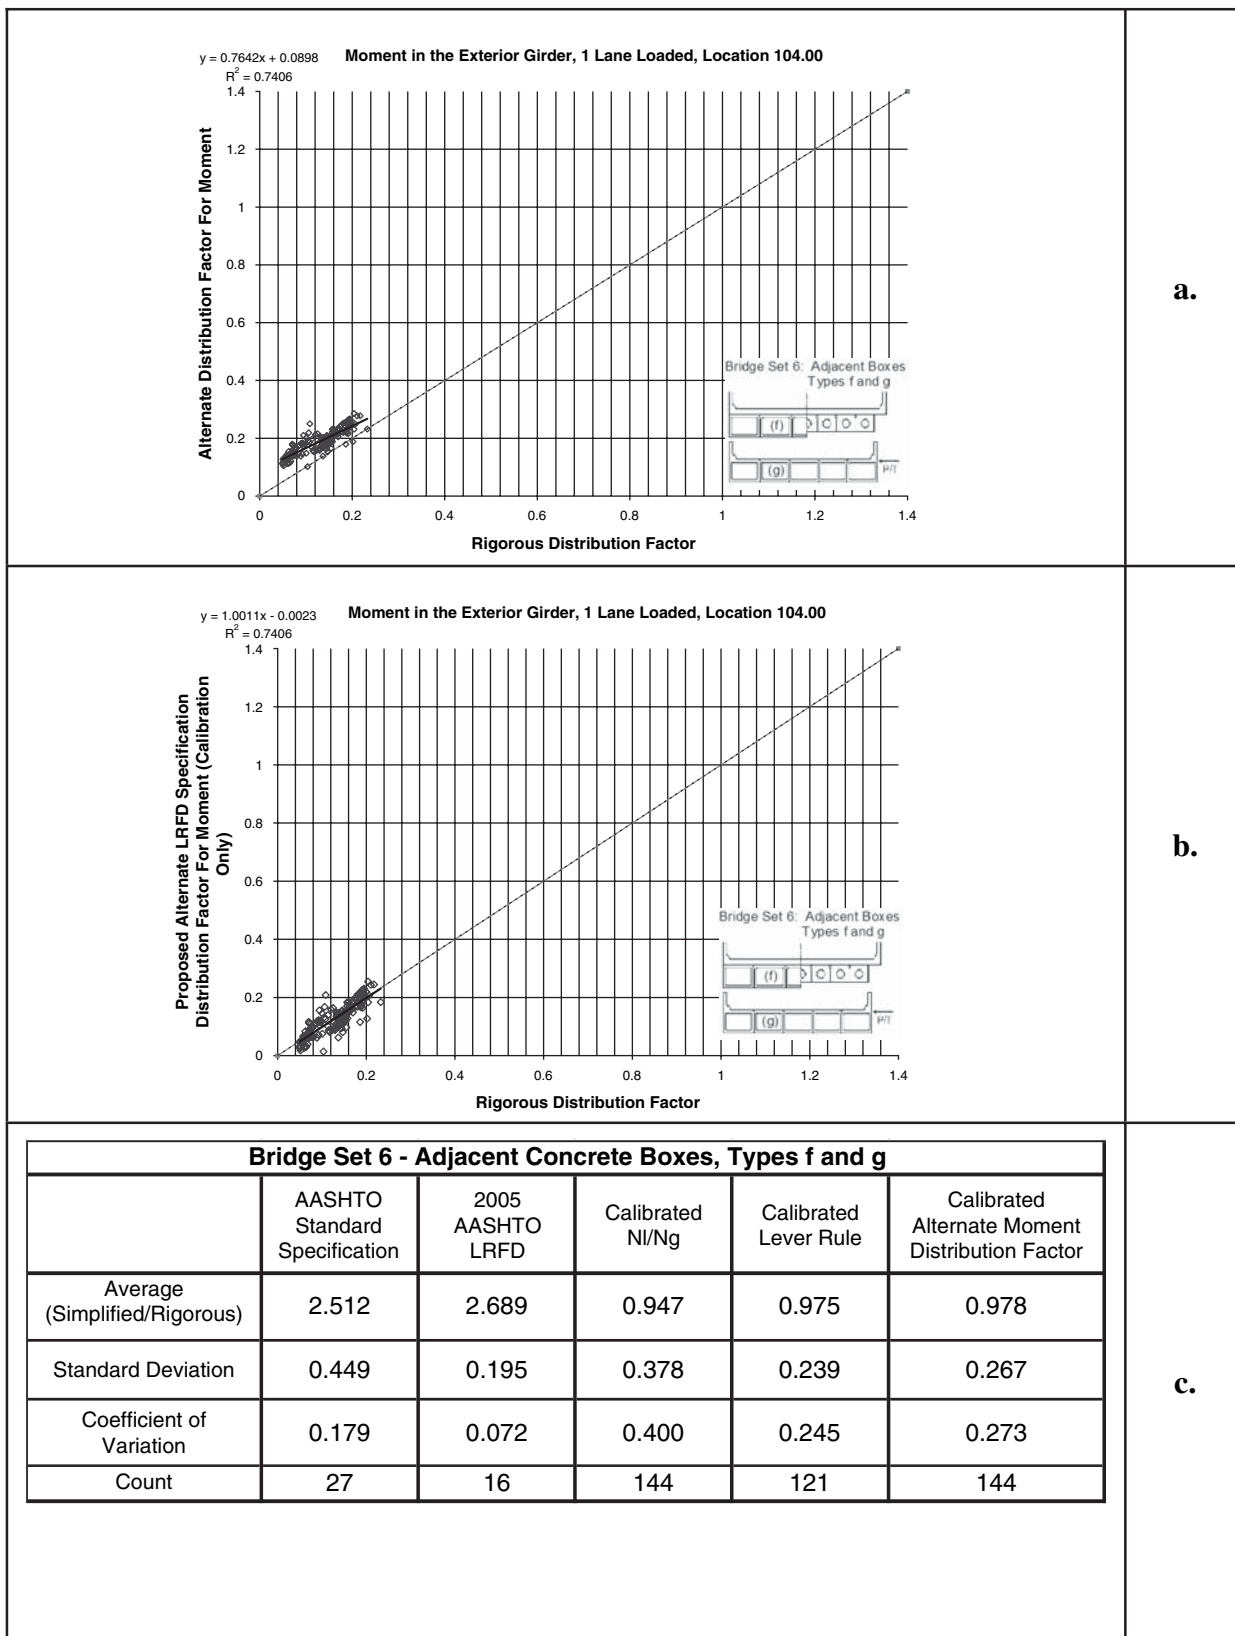 y = 0.7642x + 0.0898
R² = 0.7406
Moment in the Exterior Girder, 1 Lane Loaded, Location 104.00
Alternate Distribution Factor For Moment
1.4
1.2
1
0.8
0.6
0.4
0.2
0
0 0.2 0.4 0.6 0.8 1 1.2 1.4
Rigorous Distribution Factor
Bridge Set 6: Adjacent Boxes
Types f and g
(f)
(g)
P/T
a.
y = 1.0011x - 0.0023
R² = 0.7406
Moment in the Exterior Girder, 1 Lane Loaded, Location 104.00
Proposed Alternate LRFD Specification
Distribution Factor For Moment (Calibration
Only)
1.4
1.2
1
0.8
0.6
0.4
0.2
0
0 0.2 0.4 0.6 0.8 1 1.2 1.4
Rigorous Distribution Factor
Bridge Set 6: Adjacent Boxes
Types f and g
(f)
(g)
P/T
b.
Bridge Set 6 - Adjacent Concrete Boxes, Types f and g
AASHTO Standard Specification 2005 AASHTO LRFD Calibrated Nl/Ng Calibrated Lever Rule Calibrated Alternate Moment Distribution Factor
Average (Simplified/Rigorous) 2.512 2.689 0.947 0.975 0.978
Standard Deviation 0.449 0.195 0.378 0.239 0.267
Coefficient of Variation 0.179 0.072 0.400 0.245 0.273
Count 27 16 144 121 144
c.